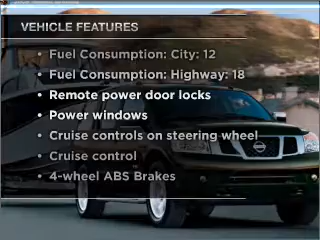 VEHICLE FEATURES
• Fuel Consumption: City: 12
• Fuel Consumption: Highway: 18
• Remote power door locks
• Power windows
• Cruise controls on steering wheel
• Cruise control
• 4-wheel ABS Brakes